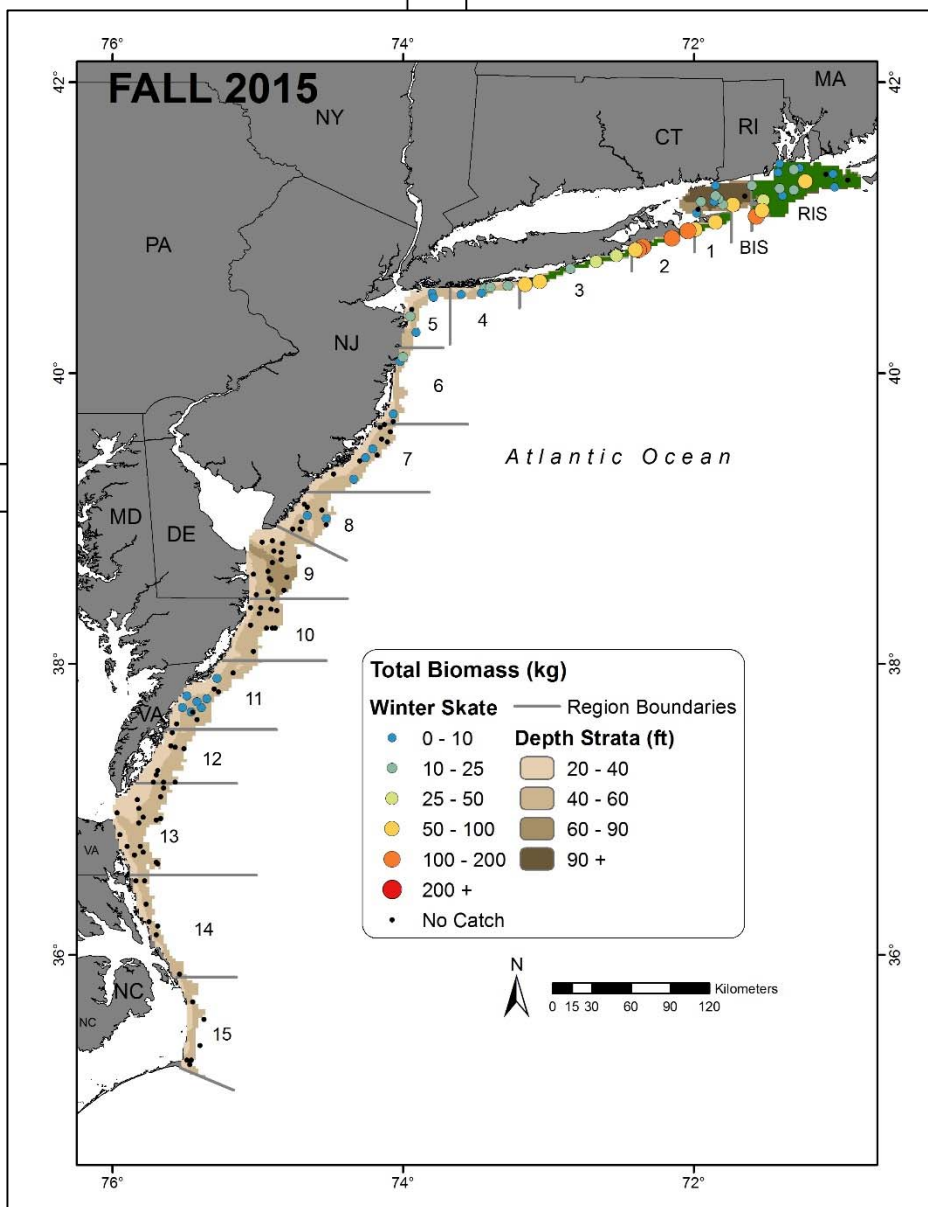 76°
74°
72°
FALL 2015
42°
42°
MA
NY
CT
RI
RIS
PA
BIS
1
2
3
4
5
NJ
40°
40°
6
Atlantic Ocean
7
MD
DE
8
9
10
38°
38°
11
VA
12
13
VA
14
36°
36°
NC
NC
15
Total Biomass (kg)
Winter Skate
Region Boundaries
0 - 10
Depth Strata (ft)
10 - 25
20 - 40
25 - 50
40 - 60
50 - 100
60 - 90
100 - 200
90 +
200 +
No Catch
N
Kilometers
0 15 30 60 90 120
76°
74°
72°